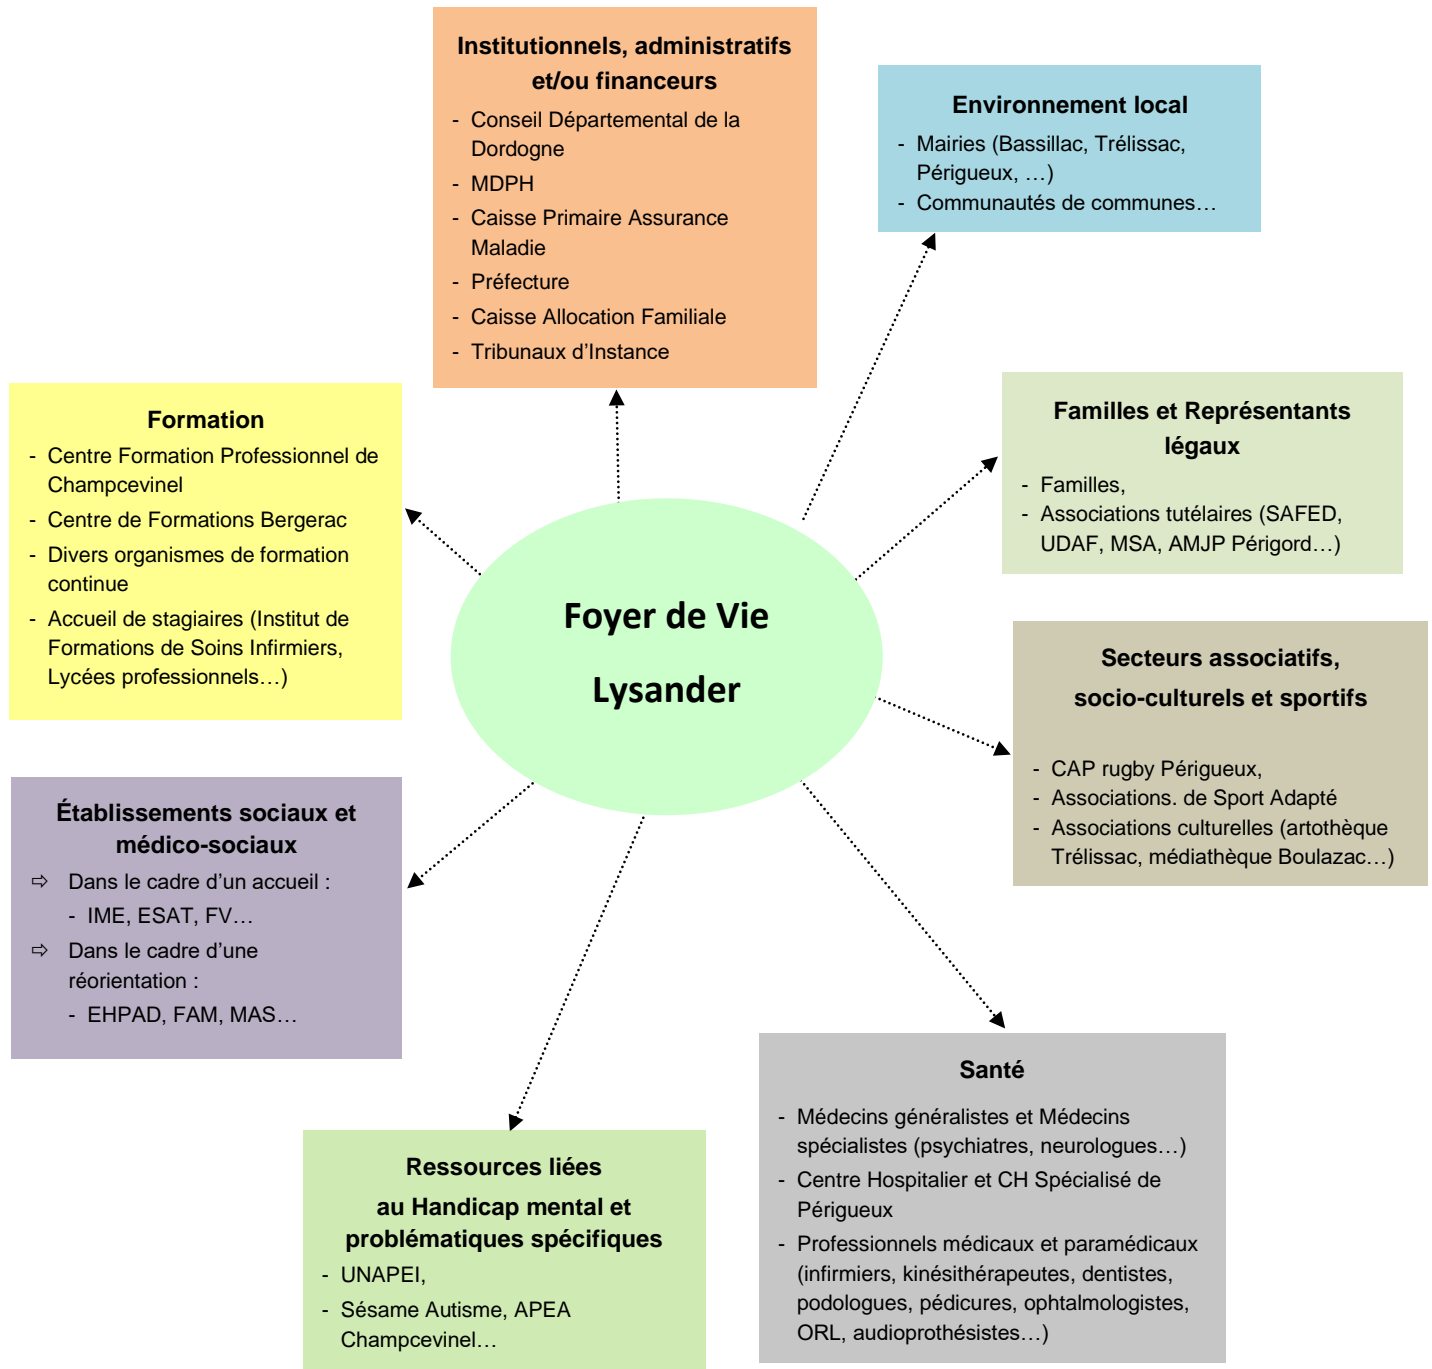 Institutionnels, administratifs
et/ou financeurs
- Conseil Départemental de la
Dordogne
- MDPH
- Caisse Primaire Assurance
Maladie
- Préfecture
- Caisse Allocation Familiale
- Tribunaux d’Instance
Environnement local
- Mairies (Bassillac, Trélissac,
Périgueux, …)
- Communautés de communes…
Formation
- Centre Formation Professionnel de
Champcevinel
- Centre de Formations Bergerac
- Divers organismes de formation
continue
- Accueil de stagiaires (Institut de
Formations de Soins Infirmiers,
Lycées professionnels…)
Familles et Représentants
légaux
- Familles,
- Associations tutélaires (SAFED,
UDAF, MSA, AMJP Périgord…)
Foyer de Vie
Lysander
Secteurs associatifs,
socio-culturels et sportifs
- CAP rugby Périgueux,
- Associations. de Sport Adapté
- Associations culturelles (artothèque
Trélissac, médiathèque Boulazac…)
Établissements sociaux et
médico-sociaux
⇨ Dans le cadre d’un accueil :
- IME, ESAT, FV…
⇨ Dans le cadre d’une
réorientation :
- EHPAD, FAM, MAS…
Ressources liées
au Handicap mental et
problématiques spécifiques
- UNAPEI,
- Sésame Autisme, APEA
Champcevinel…
Santé
- Médecins généralistes et Médecins
spécialistes (psychiatres, neurologues…)
- Centre Hospitalier et CH Spécialisé de
Périgueux
- Professionnels médicaux et paramédicaux
(infirmiers, kinésithérapeutes, dentistes,
podologues, pédicures, ophtalmologistes,
ORL, audioprothésistes…)